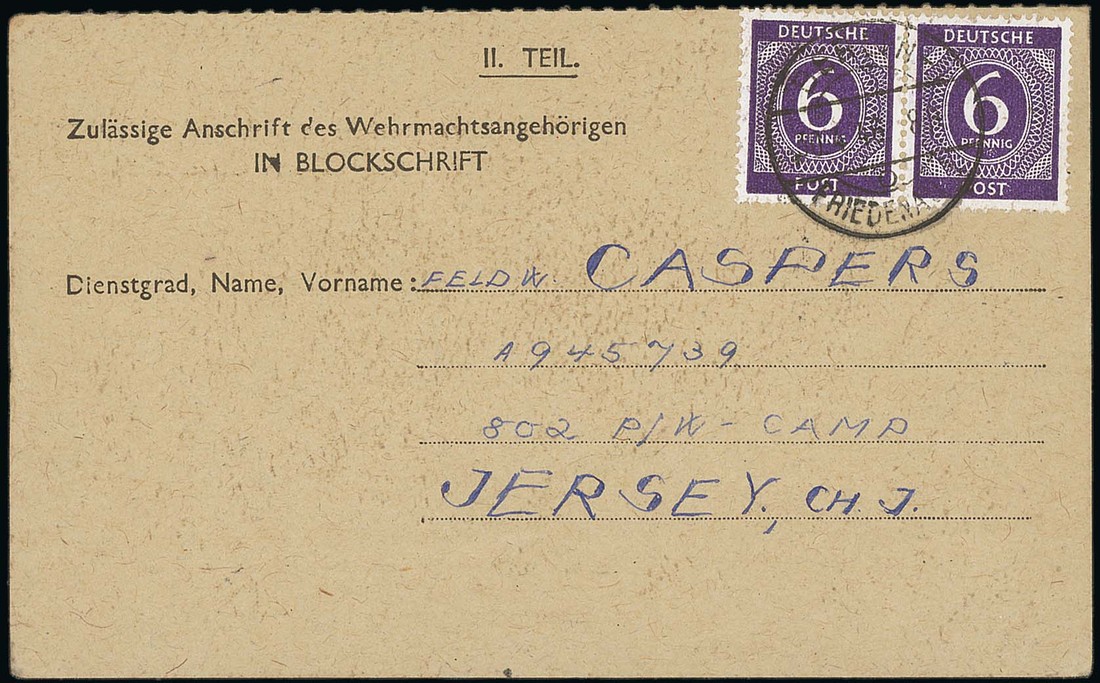 II. TEIL.
DEUTSCHE DEUTSCHE
6 6
PFENNIG PFENNIG
POST POST
FRIEDENA
Zulässige Anschrift des Wehrmachtsangehörigen
IN BLOCKSCHRIFT
Dienstgrad, Name, Vorname: FELDW. CASPERS
A945739
802 P/W - CAMP
JERSEY, CH. J.